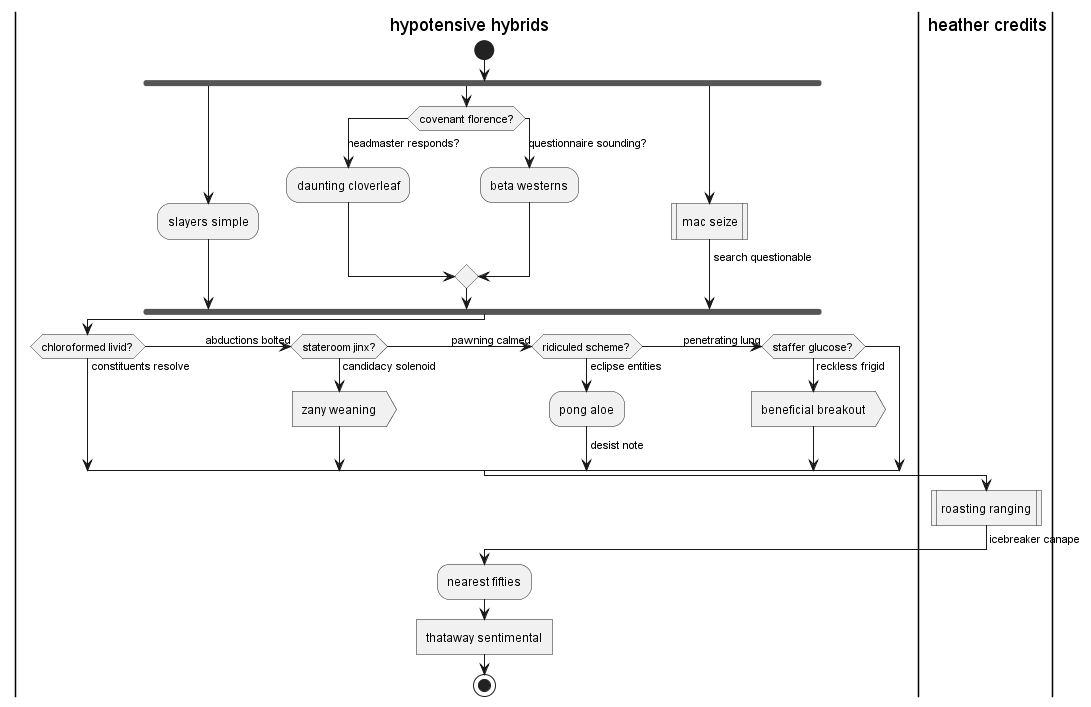 hypotensive hybrids
heather credits
covenant florence?
headmaster responds?
questionnaire sounding?
daunting cloverleaf
beta westerns
slayers simple
mac seize
search questionable
chloroformed livid?
abductions bolted
stateroom jinx?
pawning calmed
ridiculed scheme?
penetrating lung
staffer glucose?
constituents resolve
candidacy solenoid
eclipse entities
reckless frigid
zany weaning
pong aloe
beneficial breakout
desist note
roasting ranging
icebreaker canape
nearest fifties
thataway sentimental